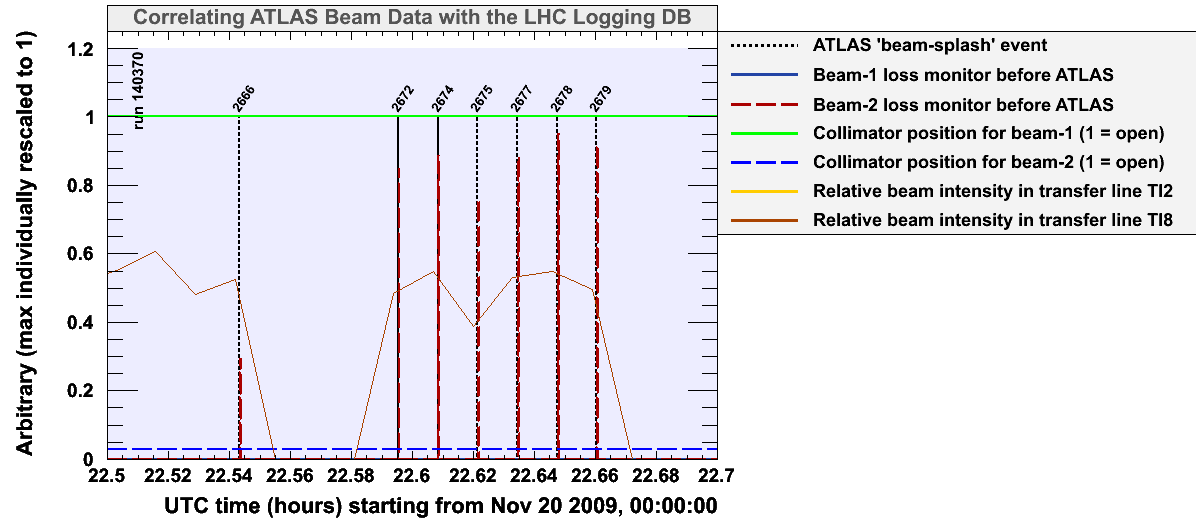 Correlating ATLAS Beam Data with the LHC Logging DB
Arbitrary (max individually rescaled to 1)
1.2
1
0.8
0.6
0.4
0.2
0
run 140370
2666
2672
2674
2675
2677
2678
2679
22.5
22.52
22.54
22.56
22.58
22.6
22.62
22.64
22.66
22.68
22.7
UTC time (hours) starting from Nov 20 2009, 00:00:00
ATLAS 'beam-splash' event
Beam-1 loss monitor before ATLAS
Beam-2 loss monitor before ATLAS
Collimator position for beam-1 (1 = open)
Collimator position for beam-2 (1 = open)
Relative beam intensity in transfer line TI2
Relative beam intensity in transfer line TI8